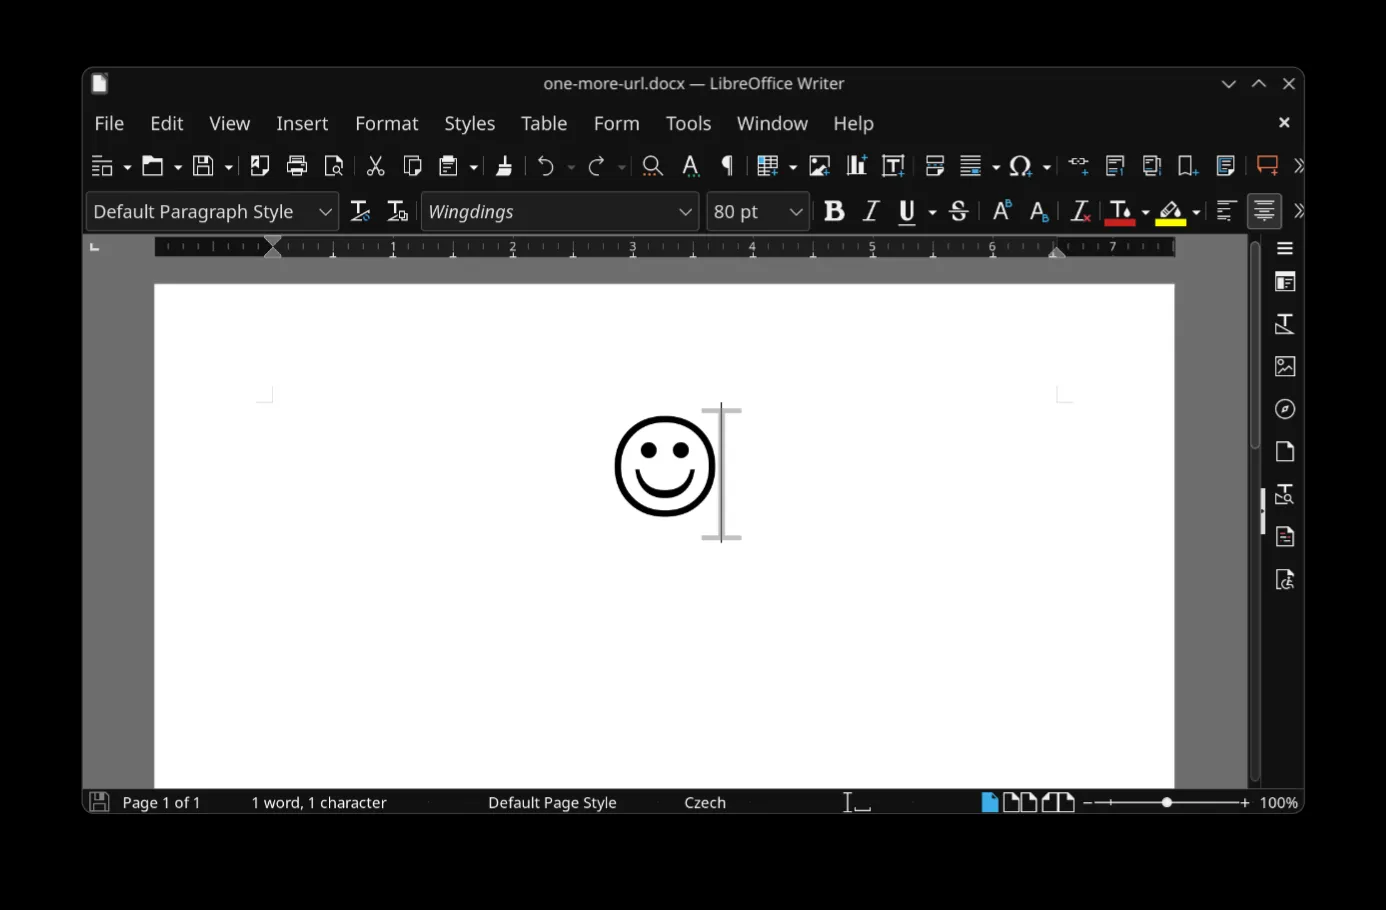 one-more-url.docx — LibreOffice Writer
File Edit View Insert Format Styles Table Form Tools Window Help
Default Paragraph Style Wingdings 80 pt
1 2 3 4 5 6 7
Page 1 of 1 1 word, 1 character Default Page Style Czech 100%